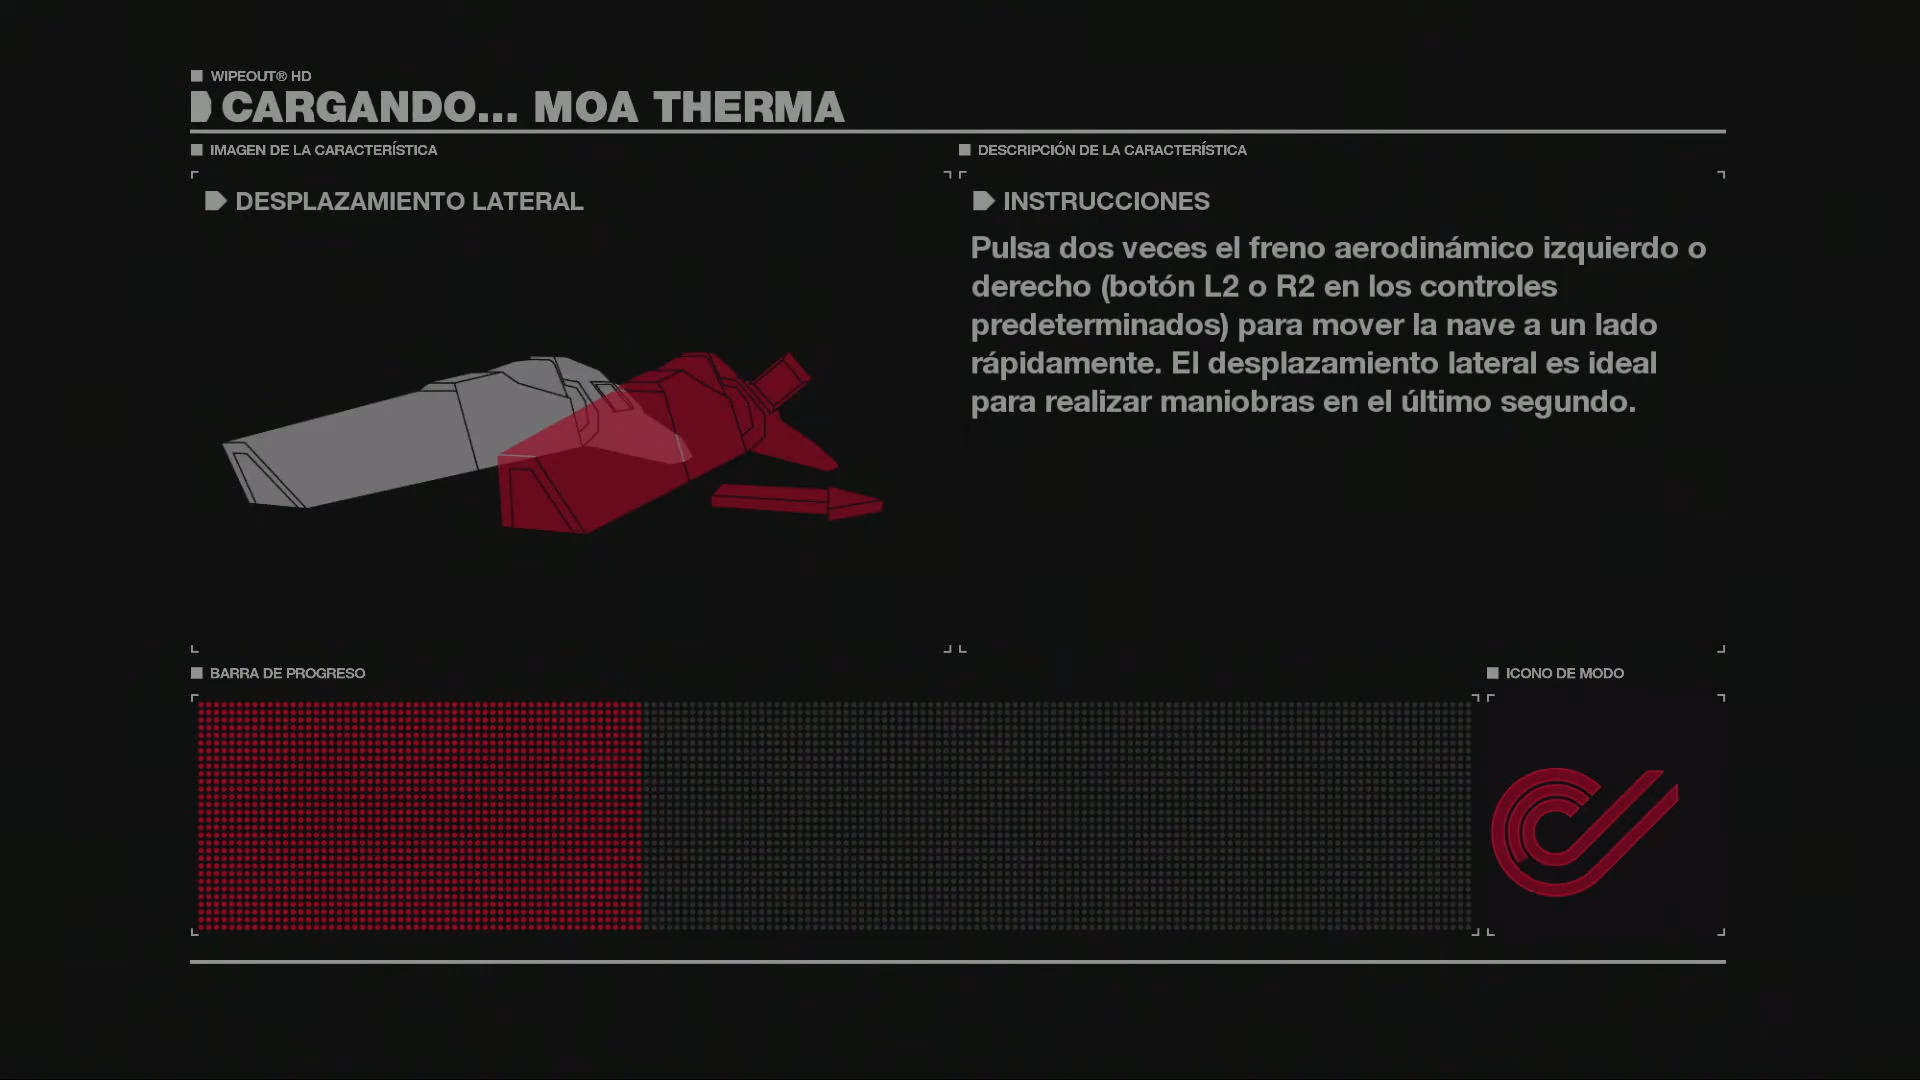 WIPEOUT® HD
CARGANDO... MOA THERMA
IMAGEN DE LA CARACTERÍSTICA
DESCRIPCIÓN DE LA CARACTERÍSTICA
DESPLAZAMIENTO LATERAL
INSTRUCCIONES
Pulsa dos veces el freno aerodinámico izquierdo o
derecho (botón L2 o R2 en los controles
predeterminados) para mover la nave a un lado
rápidamente. El desplazamiento lateral es ideal
para realizar maniobras en el último segundo.
BARRA DE PROGRESO
ICONO DE MODO